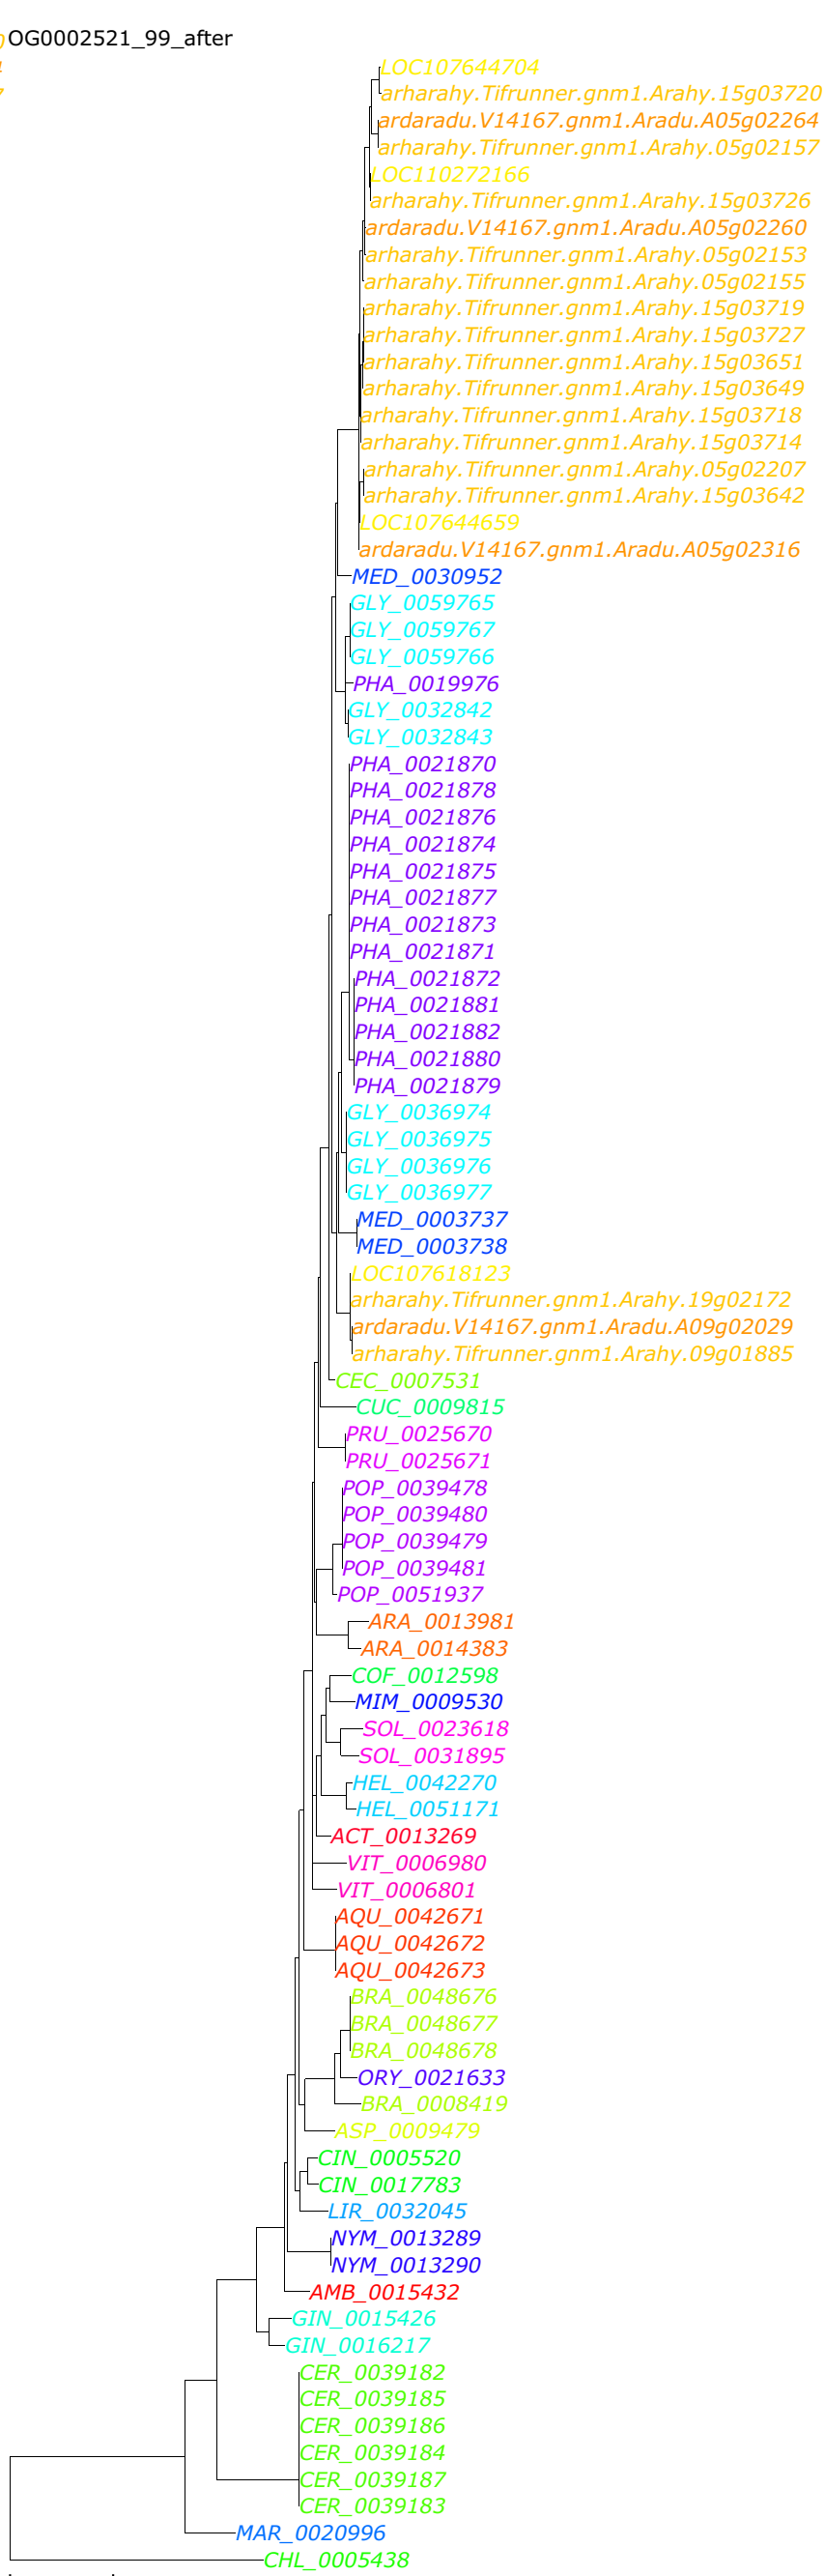 OG0002521_99_after
LOC107644704
arharahy.Tifrunner.gnm1.Arahy.15g03720
ardaradu.V14167.gnm1.Aradu.A05g02264
arharahy.Tifrunner.gnm1.Arahy.05g02157
LOC110272166
arharahy.Tifrunner.gnm1.Arahy.15g03726
ardaradu.V14167.gnm1.Aradu.A05g02260
arharahy.Tifrunner.gnm1.Arahy.05g02153
arharahy.Tifrunner.gnm1.Arahy.05g02155
arharahy.Tifrunner.gnm1.Arahy.15g03719
arharahy.Tifrunner.gnm1.Arahy.15g03727
arharahy.Tifrunner.gnm1.Arahy.15g03651
arharahy.Tifrunner.gnm1.Arahy.15g03649
arharahy.Tifrunner.gnm1.Arahy.15g03718
arharahy.Tifrunner.gnm1.Arahy.15g03714
arharahy.Tifrunner.gnm1.Arahy.05g02207
arharahy.Tifrunner.gnm1.Arahy.15g03642
LOC107644659
ardaradu.V14167.gnm1.Aradu.A05g02316
MED_0030952
GLY_0059765
GLY_0059767
GLY_0059766
PHA_0019976
GLY_0032842
GLY_0032843
PHA_0021870
PHA_0021878
PHA_0021876
PHA_0021874
PHA_0021875
PHA_0021877
PHA_0021873
PHA_0021871
PHA_0021872
PHA_0021881
PHA_0021882
PHA_0021880
PHA_0021879
GLY_0036974
GLY_0036975
GLY_0036976
GLY_0036977
MED_0003737
MED_0003738
LOC107618123
arharahy.Tifrunner.gnm1.Arahy.19g02172
ardaradu.V14167.gnm1.Aradu.A09g02029
arharahy.Tifrunner.gnm1.Arahy.09g01885
CEC_0007531
CUC_0009815
PRU_0025670
PRU_0025671
POP_0039478
POP_0039480
POP_0039479
POP_0039481
POP_0051937
ARA_0013981
ARA_0014383
COF_0012598
MIM_0009530
SOL_0023618
SOL_0031895
HEL_0042270
HEL_0051171
ACT_0013269
VIT_0006980
VIT_0006801
AQU_0042671
AQU_0042672
AQU_0042673
BRA_0048676
BRA_0048677
BRA_0048678
ORY_0021633
BRA_0008419
ASP_0009479
CIN_0005520
CIN_0017783
LIR_0032045
NYM_0013289
NYM_0013290
AMB_0015432
GIN_0015426
GIN_0016217
CER_0039182
CER_0039185
CER_0039186
CER_0039184
CER_0039187
CER_0039183
MAR_0020996
CHL_0005438